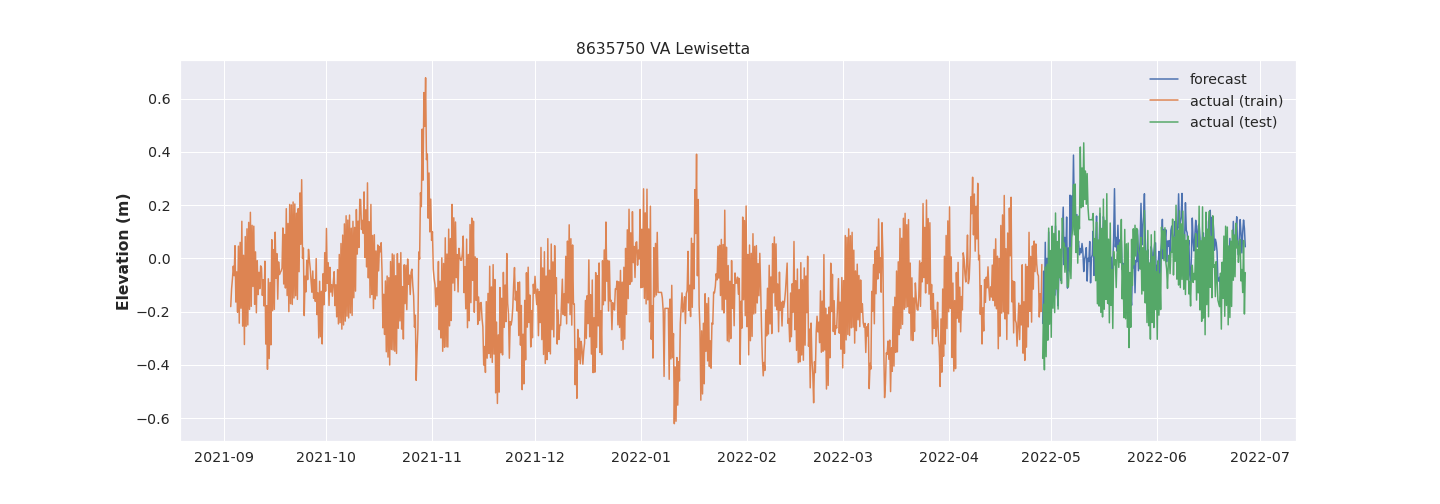 8635750 VA Lewisetta
forecast
actual (train)
actual (test)
Elevation (m)
0.6
0.4
0.2
0.0
−0.2
−0.4
−0.6
2021-09 2021-10 2021-11 2021-12 2022-01 2022-02 2022-03 2022-04 2022-05 2022-06 2022-07